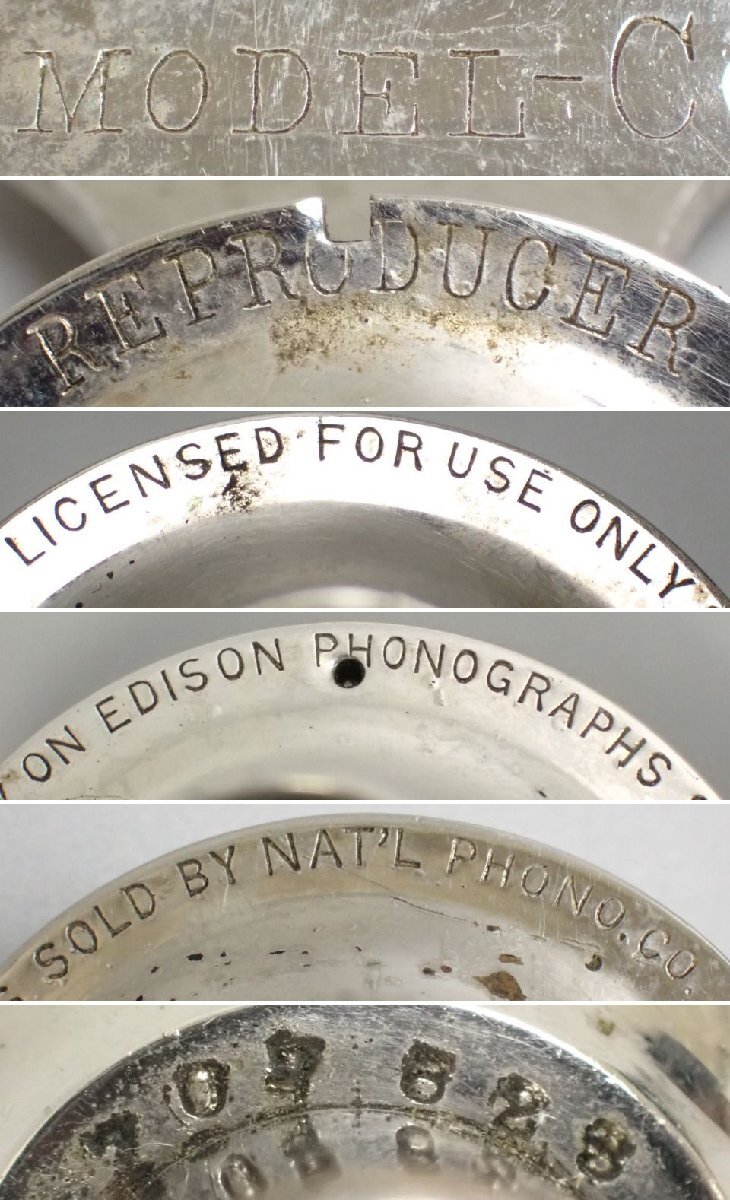 MODEL-C
REPRODUCER
LICENSED FOR USE ONLY
ON EDISON PHONOGRAPHS
SOLD BY NAT'L PHONO. CO.